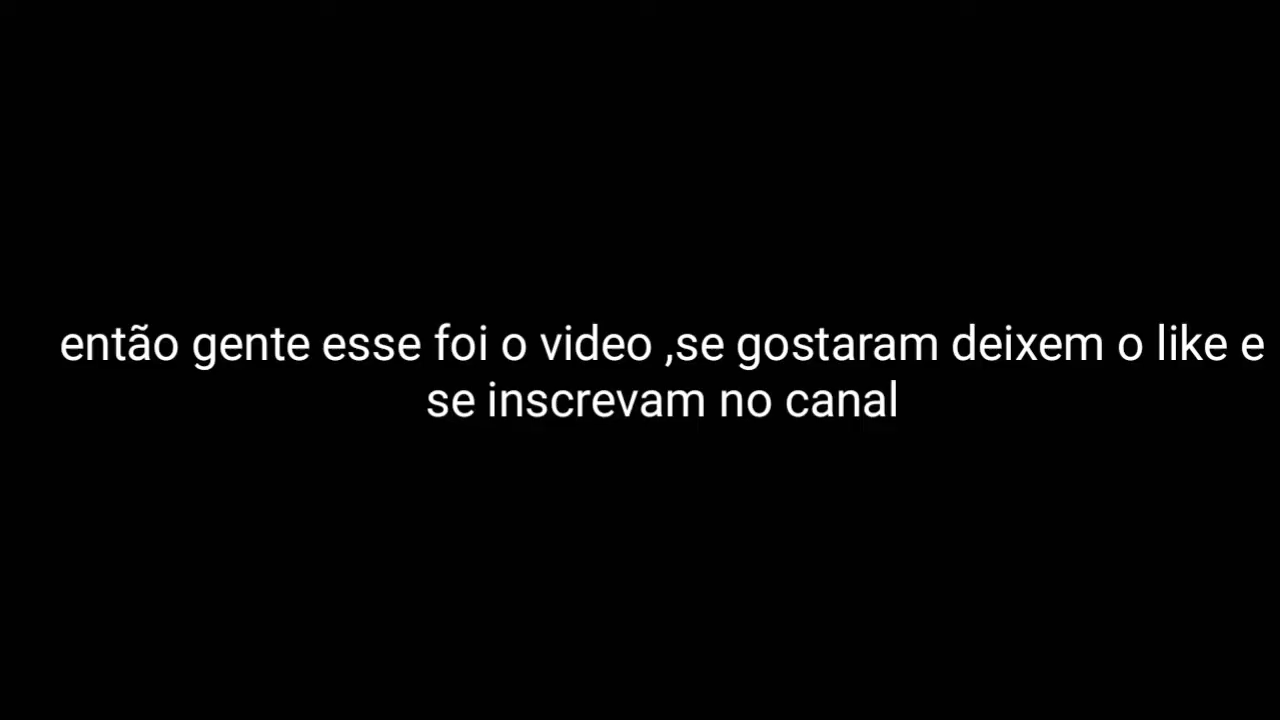 então gente esse foi o video ,se gostaram deixem o like e
se inscrevam no canal